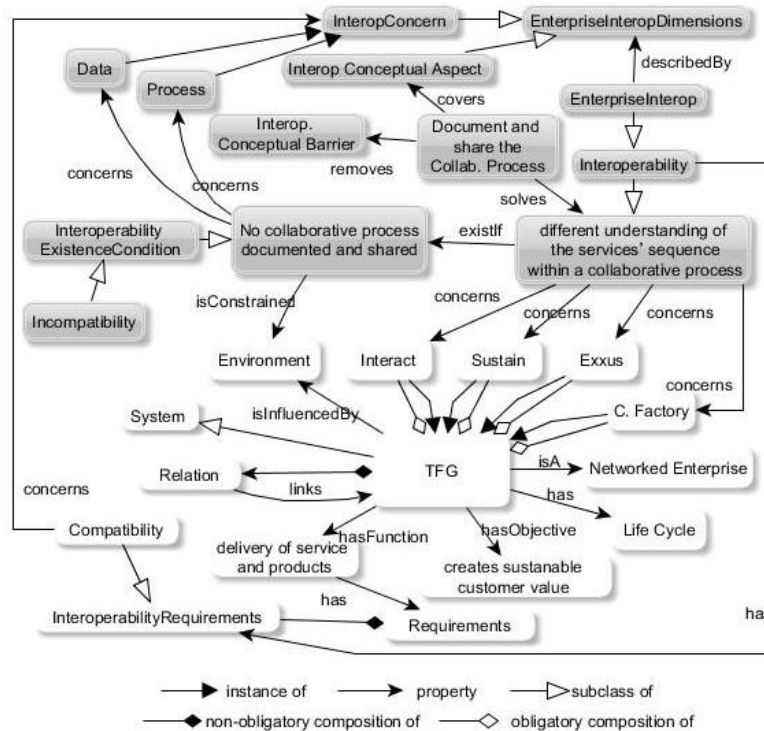 InteropConcern
EnterpriseInteropDimensions
Data
Interop Conceptual Aspect
describedBy
Process
covers
EnterpriseInterop
Interop.
Conceptual Barrier
Document and
share the
Collab. Process
removes
Interoperability
concerns
concerns
solves
Interoperability
ExistenceCondition
No collaborative process
documented and shared
existIf
different understanding of
the services' sequence
within a collaborative process
Incompatibility
isConstrained
concerns
concerns
concerns
Environment
Interact
Sustain
Exxus
concerns
System
isInfluencedBy
C. Factory
Relation
links
TFG
isA
Networked Enterprise
has
concerns
Compatibility
hasFunction
hasObjective
Life Cycle
delivery of service
and products
creates sustanable
customer value
has
InteroperabilityRequirements
Requirements
ha
instance of
property
subclass of
non-obligatory composition of
obligatory composition of